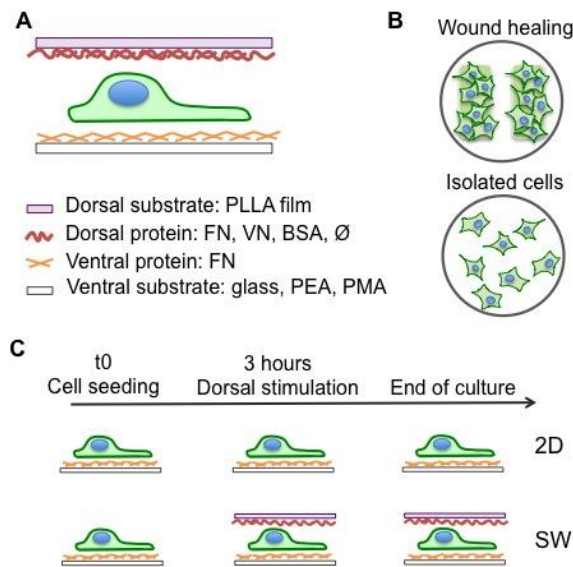 A
Dorsal substrate: PLLA film
Dorsal protein: FN, VN, BSA, Ø
Ventral protein: FN
Ventral substrate: glass, PEA, PMA
B
Wound healing
Isolated cells
C
t0
Cell seeding
3 hours
Dorsal stimulation
End of culture
2D
SW